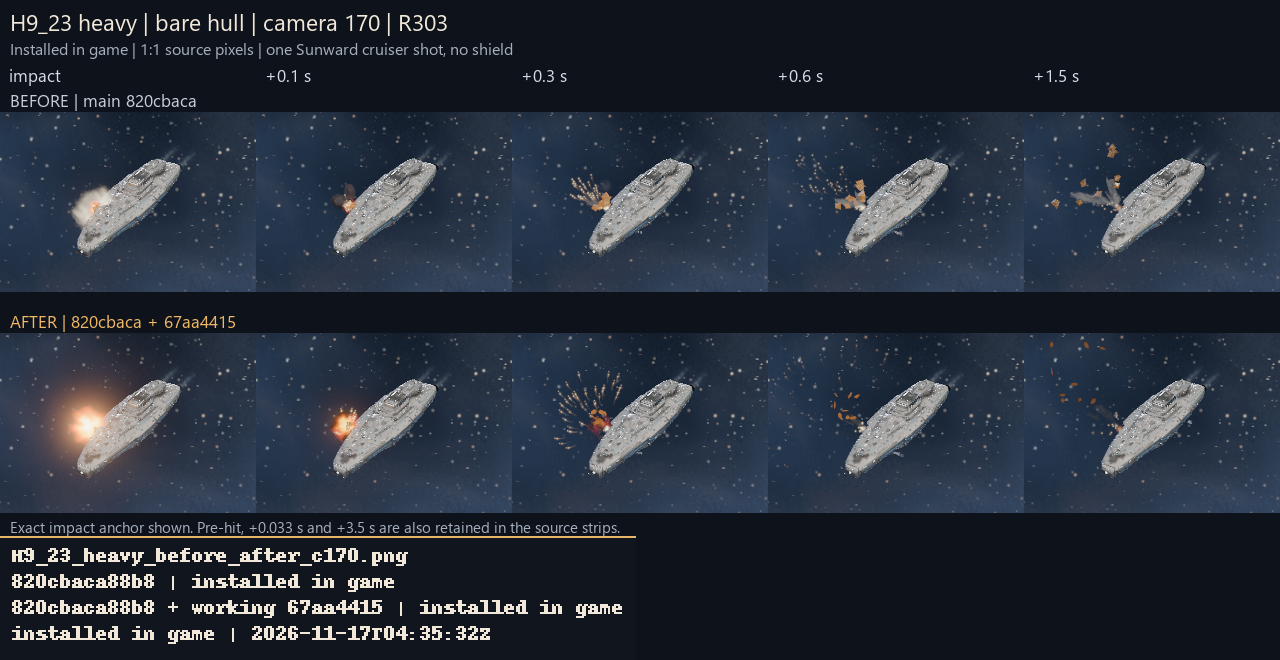 H9_23 heavy | bare hull | camera 170 | R303
Installed in game | 1:1 source pixels | one Sunward cruiser shot, no shield
impact +0.1 s +0.3 s +0.6 s +1.5 s
BEFORE | main 820cbaca
AFTER | 820cbaca + 67aa4415
Exact impact anchor shown. Pre-hit, +0.033 s and +3.5 s are also retained in the source strips.
H9_23_heavy_before_after_c170.png
820cbaca88b8 | installed in game
820cbaca88b8 + working 67aa4415 | installed in game
installed in game | 2026-11-17T04:35:32Z